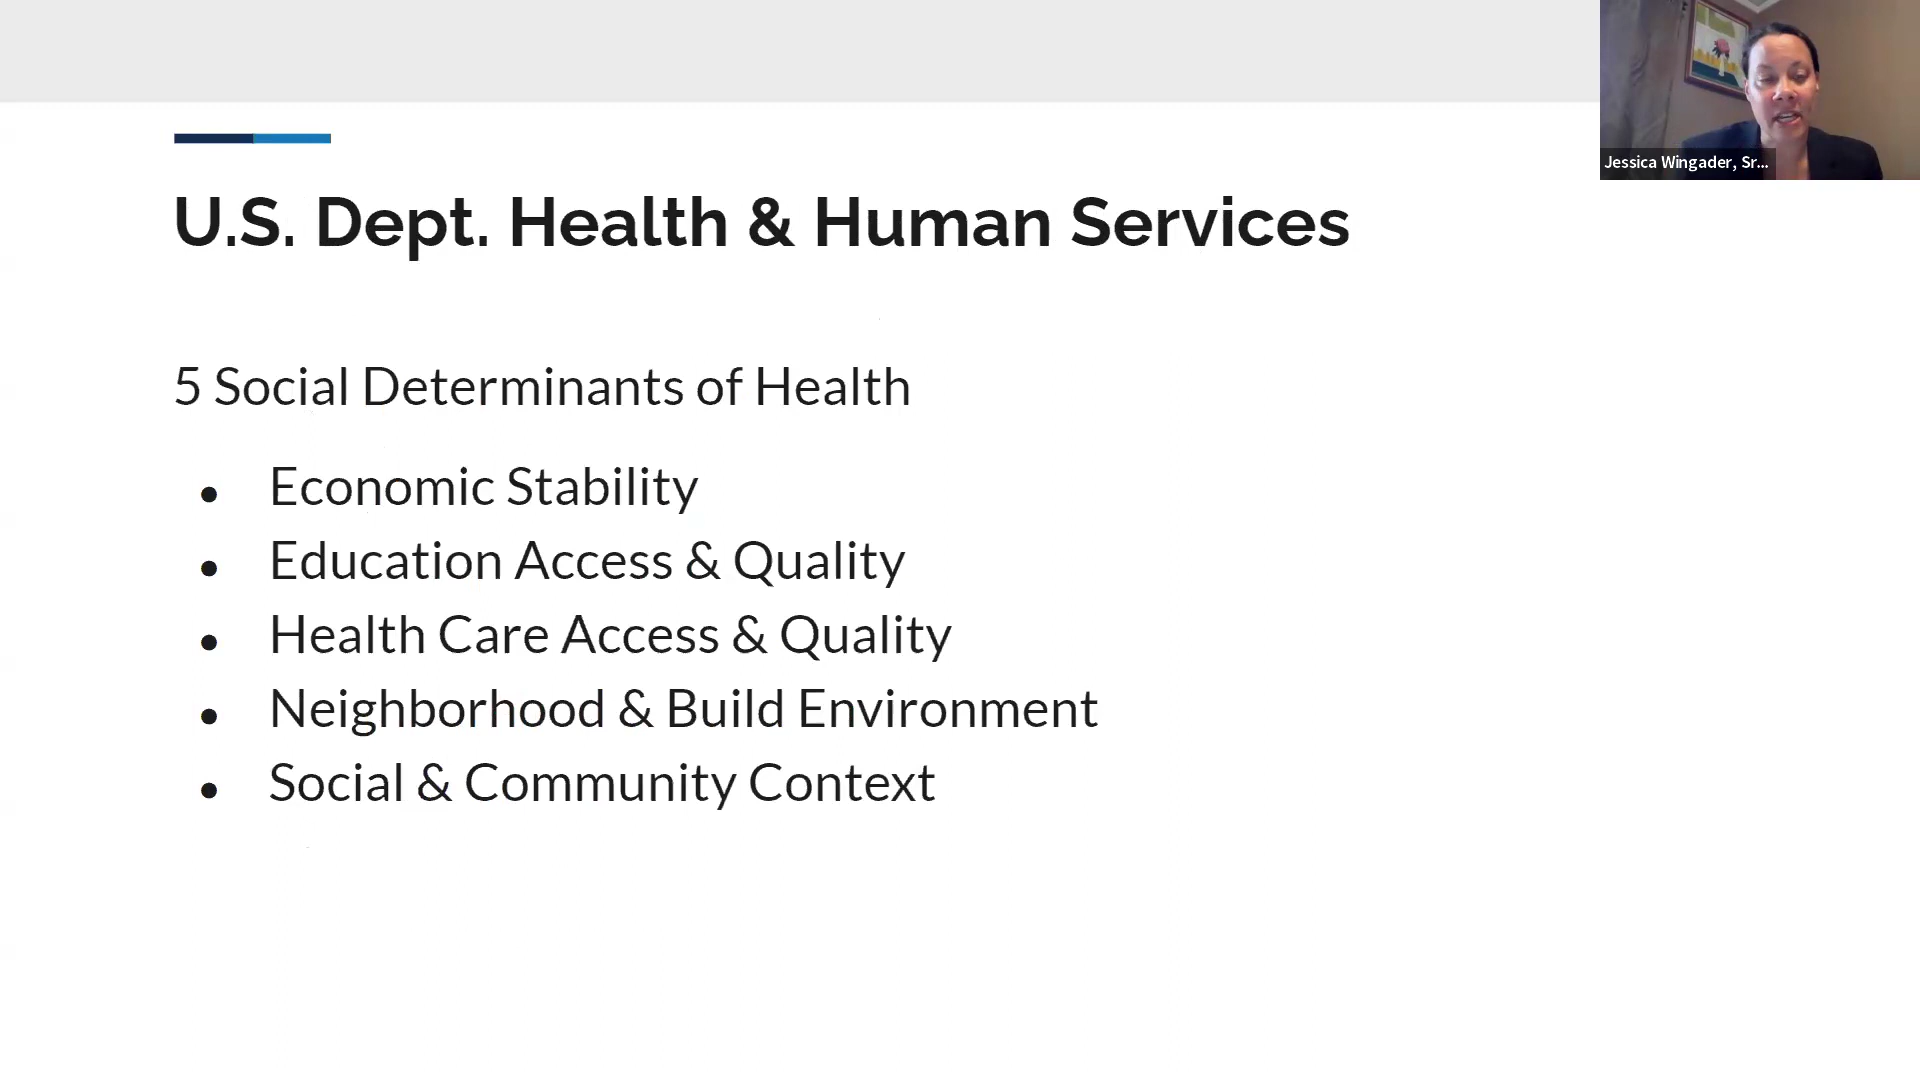 U.S. Dept. Health & Human Services
5 Social Determinants of Health
● Economic Stability
● Education Access & Quality
● Health Care Access & Quality
● Neighborhood & Build Environment
● Social & Community Context
Jessica Wingader, Sr...